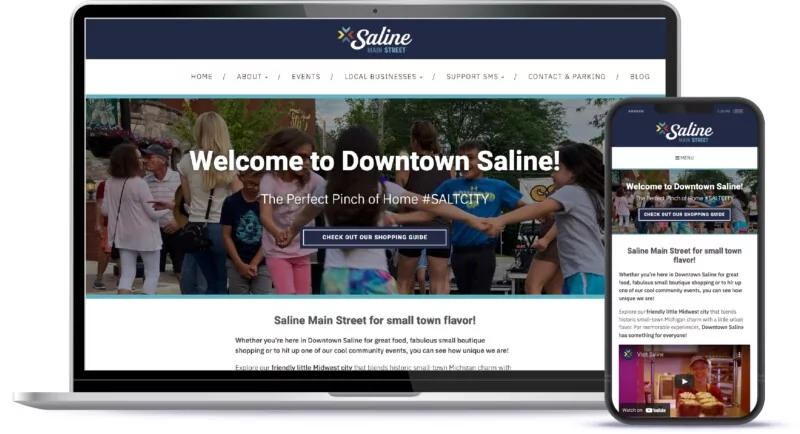 Saline
MAIN STREET
HOME / ABOUT / EVENTS / LOCAL BUSINESSES / SUPPORT SMS / CONTACT & PARKING / BLOG
Welcome to Downtown Saline!
The Perfect Pinch of Home #SALTCITY
CHECK OUT OUR SHOPPING GUIDE
Saline Main Street for small town flavor!
Whether you're here in Downtown Saline for great food, fabulous small boutique
shopping or to hit up one of our cool community events, you can see how unique we are!
Explore our friendly little Midwest city that blends historic small-town Michigan charm with
Saline
MAIN STREET
MENU
Welcome to Downtown Saline!
CHECK OUT OUR SHOPPING GUIDE
Saline Main Street for small town
flavor!
Whether you're here in Downtown Saline for great
food, fabulous small boutique shopping or to hit up
one of our cool community events, you can see how
unique we are!
Explore our friendly little Midwest city that blends
historic small-town Michigan charm with a little urban
flavor. For memorable experiences, Downtown Saline
has something for everyone!
Visit Saline
Watch on YouTube